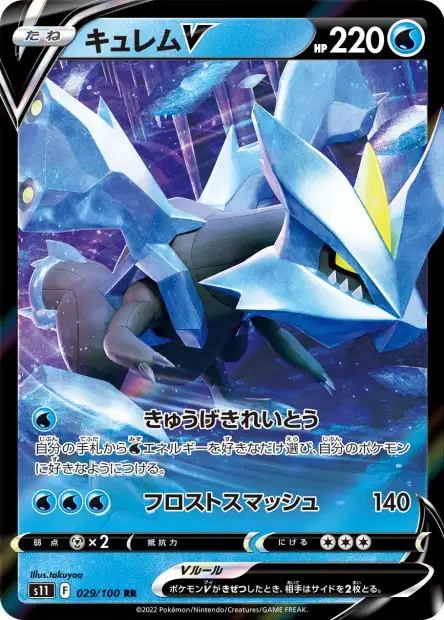 たね キュレムV HP 220
きゅうげきれいとう
自分の手札から エネルギーを好きなだけ選び、自分のポケモン
に好きなようにつける。
フロストスマッシュ 140
弱点 ×2 抵抗力 にげる
Illus.takuyoa
Vルール
ポケモンVがきぜつしたとき、相手はサイドを2枚とる。
s11 F 029/100 RR
©2022 Pokémon/Nintendo/Creatures/GAME FREAK.